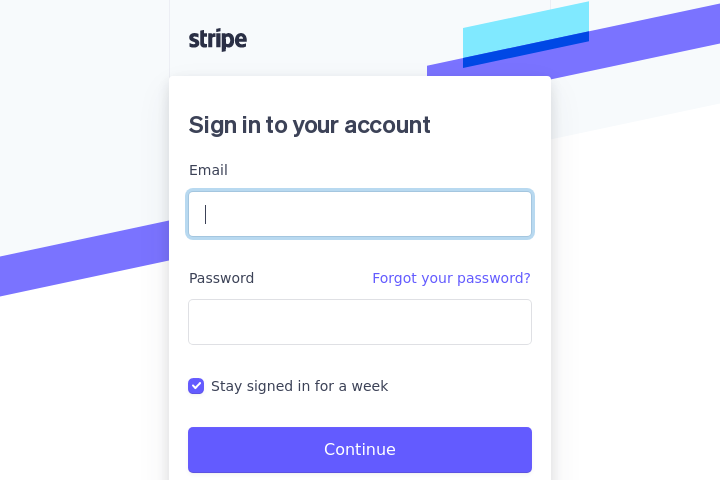 stripe
Sign in to your account
Email
Password
Forgot your password?
Stay signed in for a week
Continue